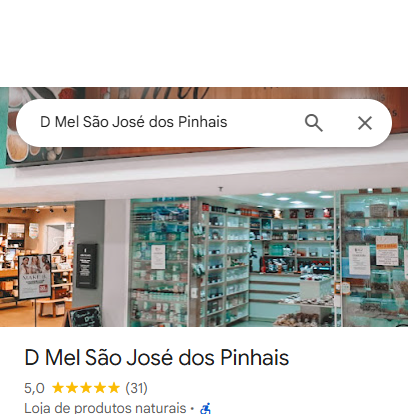 D Mel São José dos Pinhais
D Mel São José dos Pinhais
5,0 ★★★★★ (31)
Loja de produtos naturais ·